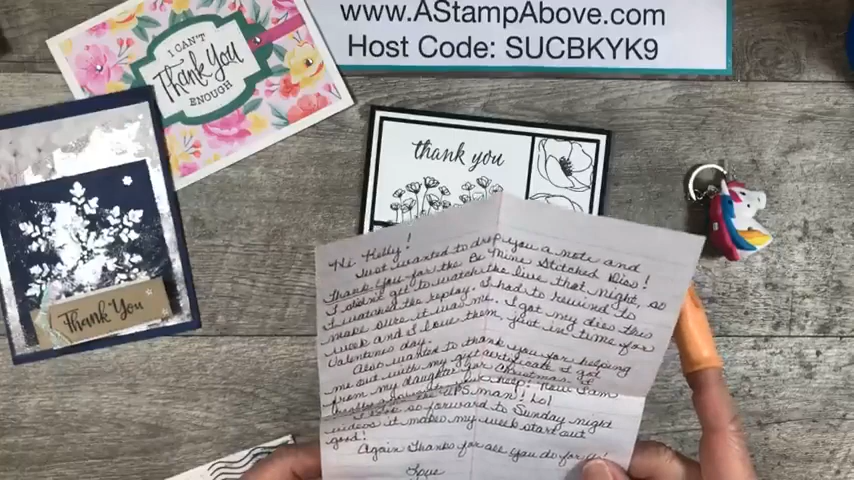 www.AStampAbove.com
Host Code: SUCBKYK9
I CAN'T
Thank You
ENOUGH
thank you
Thank You
Hi Kelly!
Just wanted to drop you a note and
Thank You for the Be Mine Stitched Dies!
I didn't get to watch the live that night, so
I watched the replay. I had to rewind to
make sure it was me. I got my dies this
week and I love them, just in time for
Valentines day.
Also wanted to thank you for helping
me out with my gift certificate I got
from my daughter for Christmas. I
really help! Now I am
UPS man! Lol
I look so forward to Sunday night
videos it makes my week start out
good!
Again Thanks for all you do for
Love